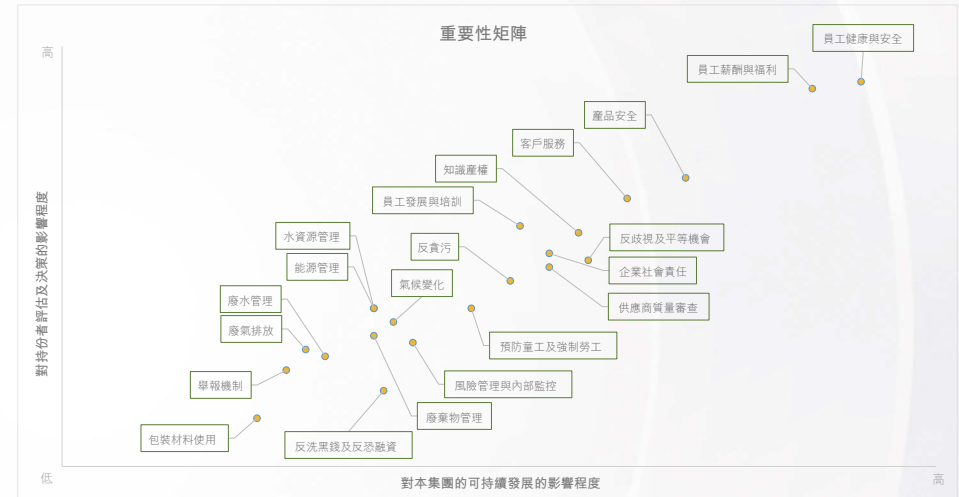 重要性矩陣
高
員工健康與安全
員工薪酬與福利
產品安全
客戶服務
知識產權
員工發展與培訓
水資源管理
反貪污
反歧視及平等機會
能源管理
企業社會責任
氣候變化
廢水管理
供應商質量審查
廢氣排放
預防童工及強制勞工
舉報機制
風險管理與內部監控
廢棄物管理
包裝材料使用
反洗黑錢及反恐融資
對持份者評估及決策的影響程度
低
對本集團的可持續發展的影響程度
高